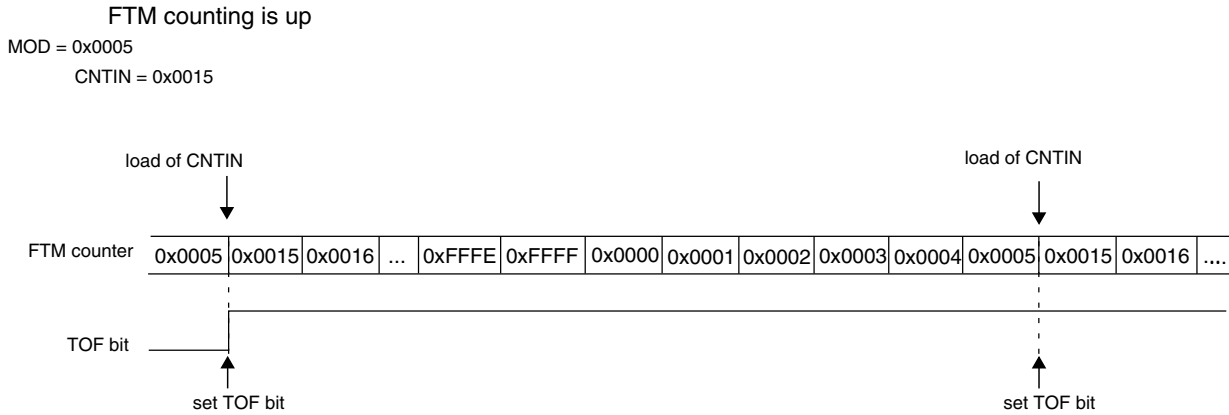 FTM counting is up
MOD = 0x0005
CNTIN = 0x0015
load of CNTIN load of CNTIN
FTM counter 0x0005 0x0015 0x0016 ... 0xFFFE 0xFFFF 0x0000 0x0001 0x0002 0x0003 0x0004 0x0005 0x0015 0x0016 ....
TOF bit
set TOF bit set TOF bit